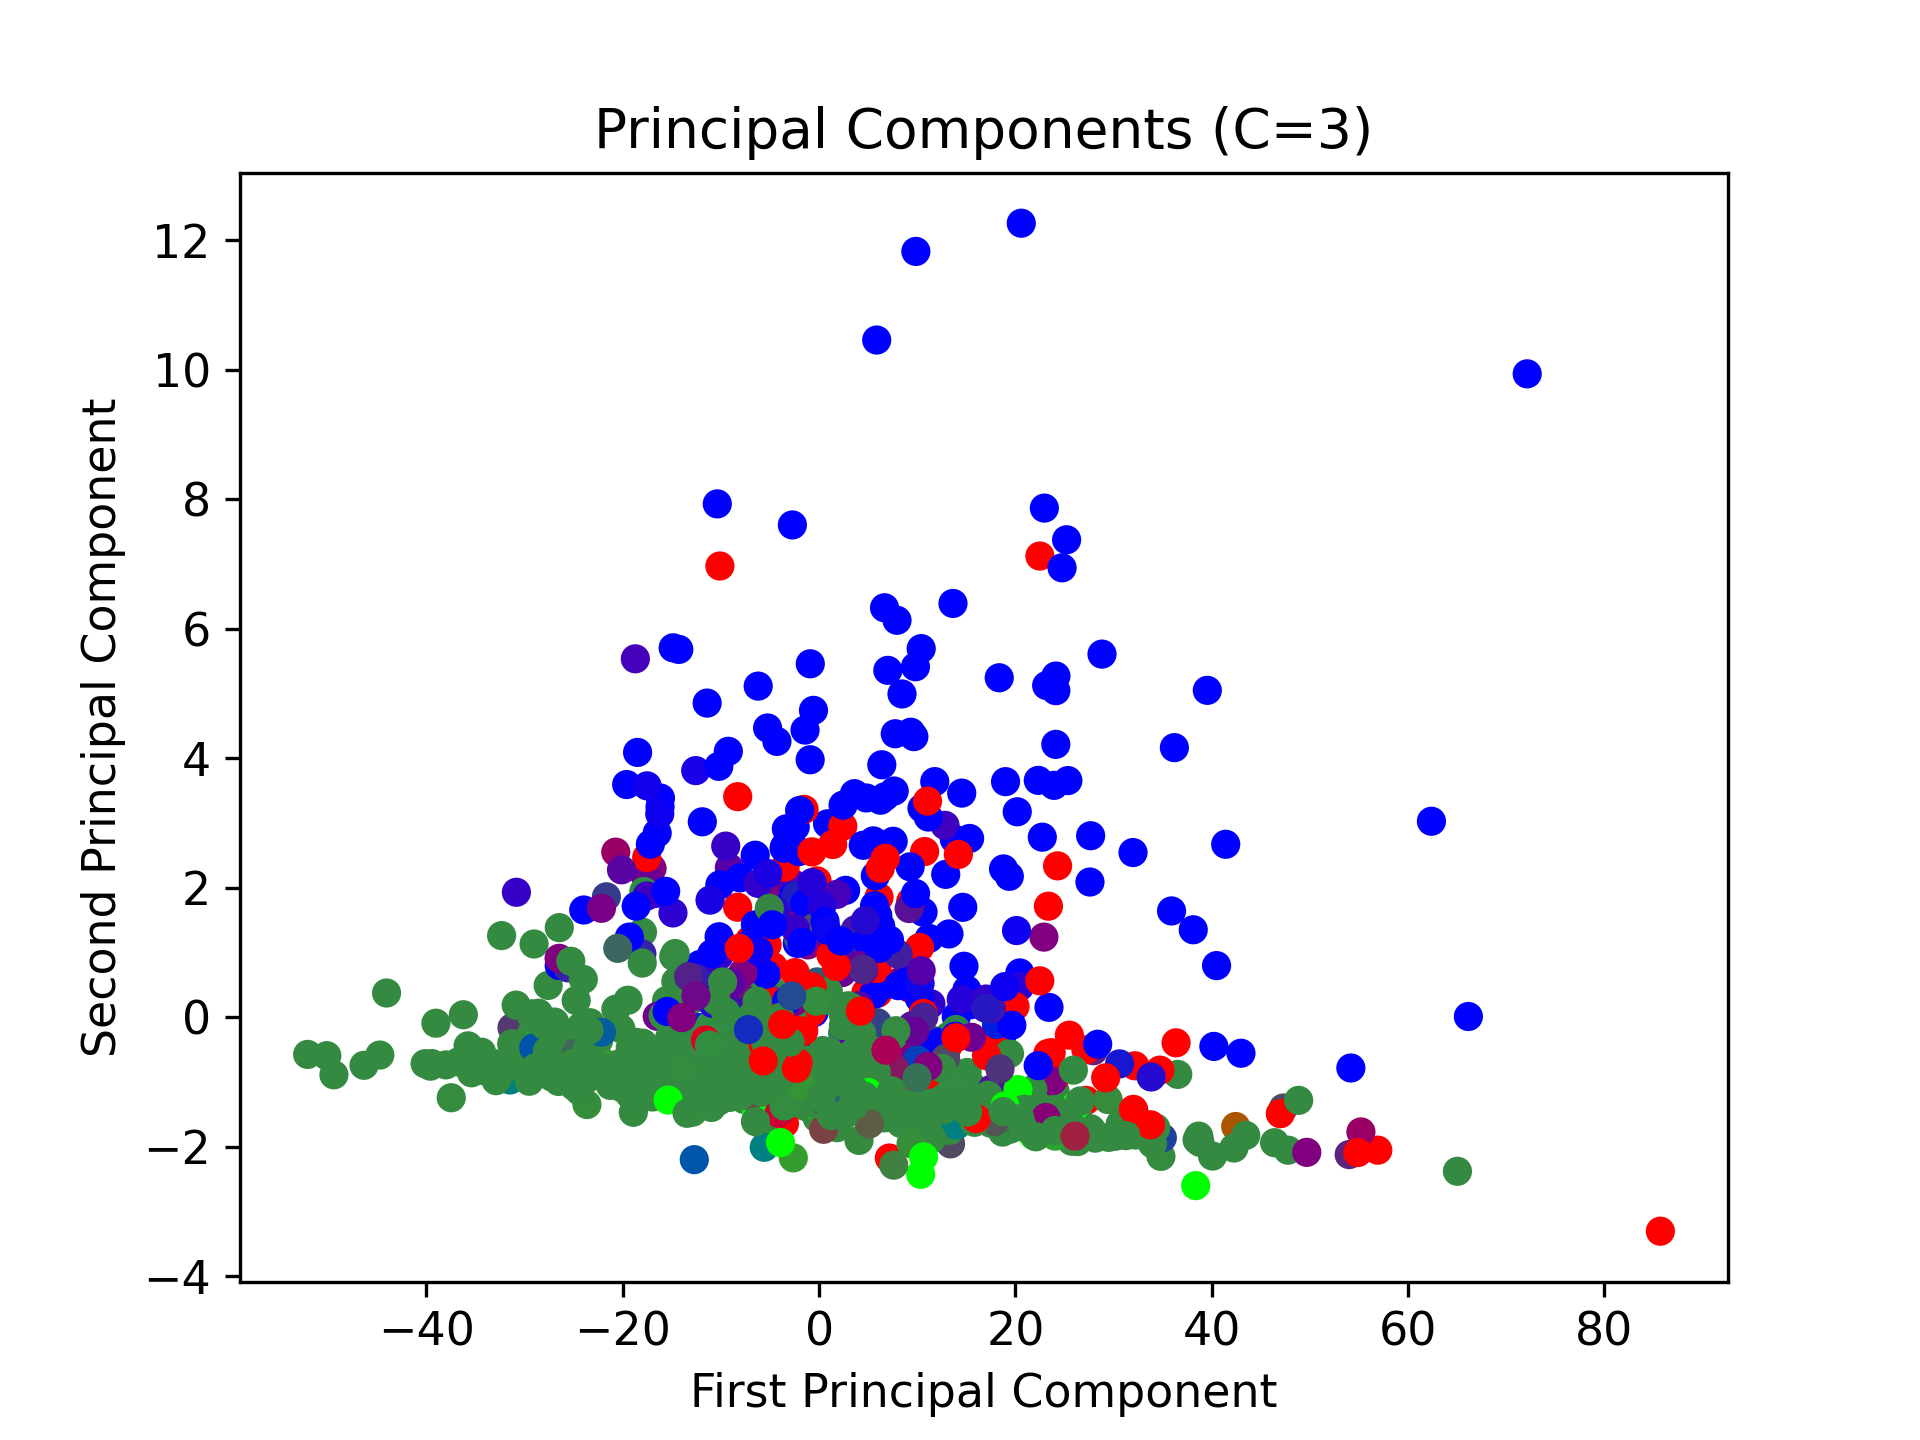 Principal Components (C=3)
12
10
8
6
4
2
0
−2
−4
Second Principal Component
−40 −20 0 20 40 60 80
First Principal Component